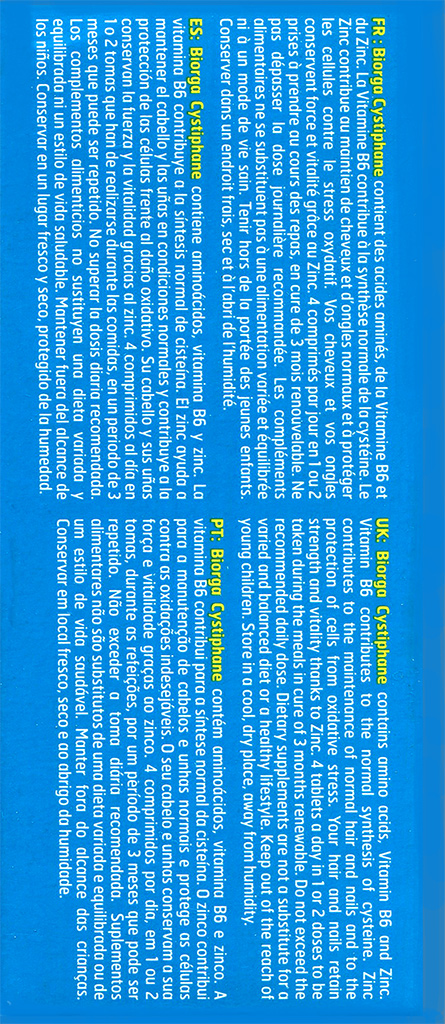 FR : Biorga Cystiphane contient des acides aminés, de la Vitamine B6 et
du Zinc. La Vitamine B6 contribue à la synthèse normale de la cystéine. Le
Zinc contribue au maintien de cheveux et d'ongles normaux et à protéger
les cellules contre le stress oxydatif. Vos cheveux et vos ongles
conservent force et vitalité grâce au Zinc. 4 comprimés par jour en 1 ou 2
prises à prendre au cours des repas, en cure de 3 mois renouvelable. Ne
pas dépasser la dose journalière recommandée. Les compléments
alimentaires ne se substituent pas à une alimentation variée et équilibrée
ni à un mode de vie sain. Tenir hors de la portée des jeunes enfants.
Conserver dans un endroit frais, sec et à l'abri de l'humidité.
ES: Biorga Cystiphane contiene aminoácidos, vitamina B6 y zinc. La
vitamina B6 contribuye a la síntesis normal de cisteína. El zinc ayuda a
mantener el cabello y las uñas en condiciones normales y contribuye a la
protección de las células frente al daño oxidativo. Su cabello y sus uñas
conservan la fuerza y la vitalidad gracias al zinc. 4 comprimidos al día en
1 o 2 tomas que han de realizarse durante las comidas, en un periodo de 3
meses que puede ser repetido. No superar la dosis diaria recomendada.
Los complementos alimenticios no sustituyen una dieta variada y
equilibrada ni un estilo de vida saludable. Mantener fuera del alcance de
los niños. Conservar en un lugar fresco y seco, protegido de la humedad.
UK: Biorga Cystiphane contains amino acids, Vitamin B6 and Zinc.
Vitamin B6 contributes to the normal synthesis of cysteine. Zinc
contributes to the maintenance of normal hair and nails and to the
protection of cells from oxidative stress. Your hair and nails retain
strength and vitality thanks to Zinc. 4 tablets a day in 1 or 2 doses to be
taken during the meals in cure of 3 months renewable. Do not exceed the
recommended daily dose. Dietary supplements are not a substitute for a
varied and balanced diet or a healthy lifestyle. Keep out of the reach of
young children. Store in a cool, dry place, away from humidity.
PT: Biorga Cystiphane contém aminoácidos, vitamina B6 e zinco. A
vitamina B6 contribui para a síntese normal da cisteína. O zinco contribui
para a manutenção de cabelos e unhas normais e protege as células
contra as oxidações indesejáveis. O seu cabelo e unhas conservam a sua
força e vitalidade graças ao zinco. 4 comprimidos por dia, em 1 ou 2
tomas, durante as refeições, por um período de 3 meses que pode ser
repetido. Não exceder a toma diária recomendada. Suplementos
alimentares não são substitutos de uma dieta variada e equilibrada ou de
um estilo de vida saudável. Manter fora do alcance das crianças.
Conservar em local fresco, seco e ao abrigo da humidade.